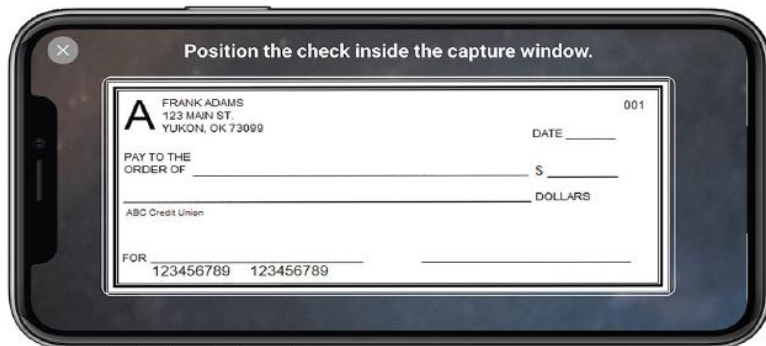 Position the check inside the capture window.
FRANK ADAMS
A 123 MAIN ST.
YUKON, OK 73099
001
DATE
PAY TO THE
ORDER OF $
DOLLARS
ABC Credit Union
FOR
123456789 123456789